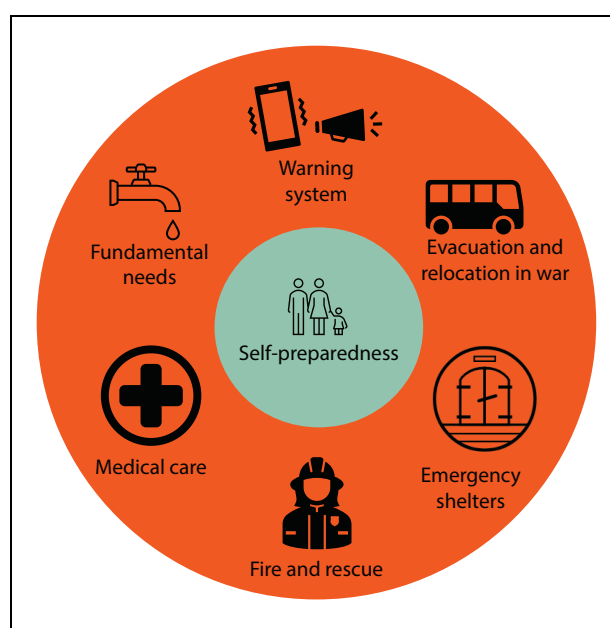 Warning
system
Evacuation and
relocation in war
Fundamental
needs
Self-preparedness
Medical care
Emergency
shelters
Fire and rescue